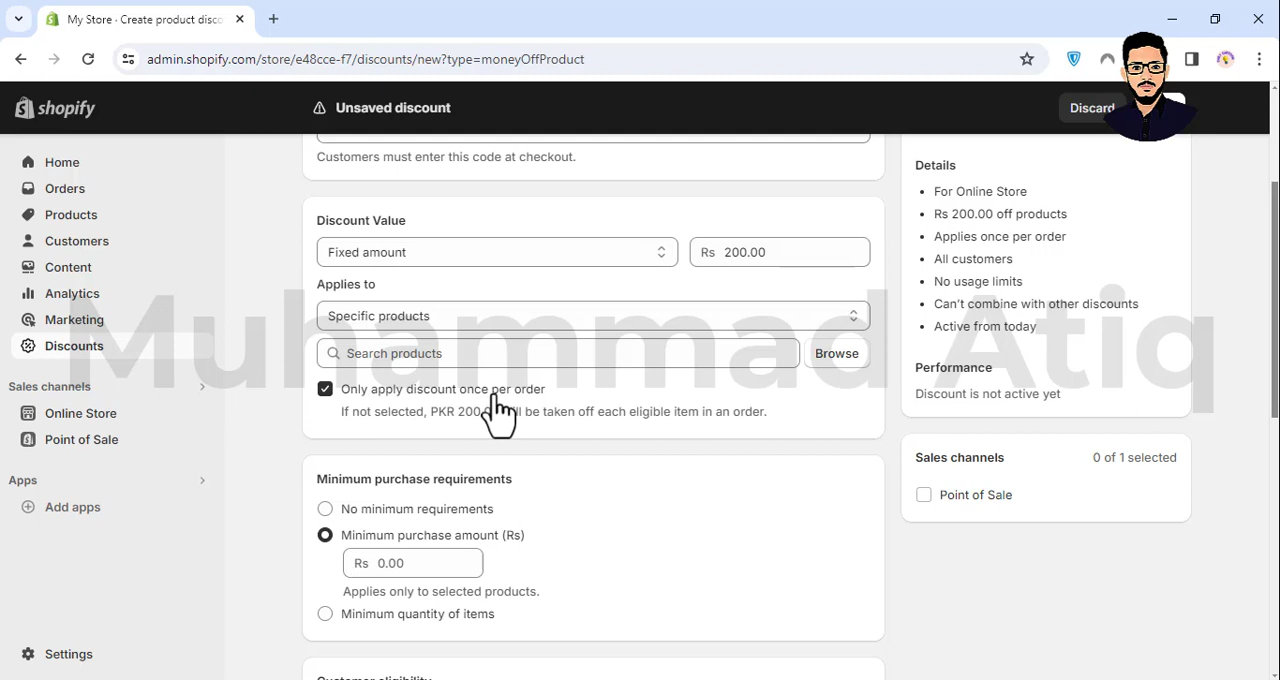 My Store · Create product disco
admin.shopify.com/store/e48cce-f7/discounts/new?type=moneyOffProduct
shopify
Unsaved discount
Discard
Home
Orders
Products
Customers
Content
Analytics
Marketing
Discounts
Sales channels
Online Store
Point of Sale
Apps
Add apps
Settings
Customers must enter this code at checkout.
Discount Value
Fixed amount
Rs 200.00
Applies to
Specific products
Search products
Browse
Only apply discount once per order
If not selected, PKR 200. be taken off each eligible item in an order.
Minimum purchase requirements
No minimum requirements
Minimum purchase amount (Rs)
Rs 0.00
Applies only to selected products.
Minimum quantity of items
Details
For Online Store
Rs 200.00 off products
Applies once per order
All customers
No usage limits
Can't combine with other discounts
Active from today
Performance
Discount is not active yet
Sales channels 0 of 1 selected
Point of Sale
Muhammad Atiq